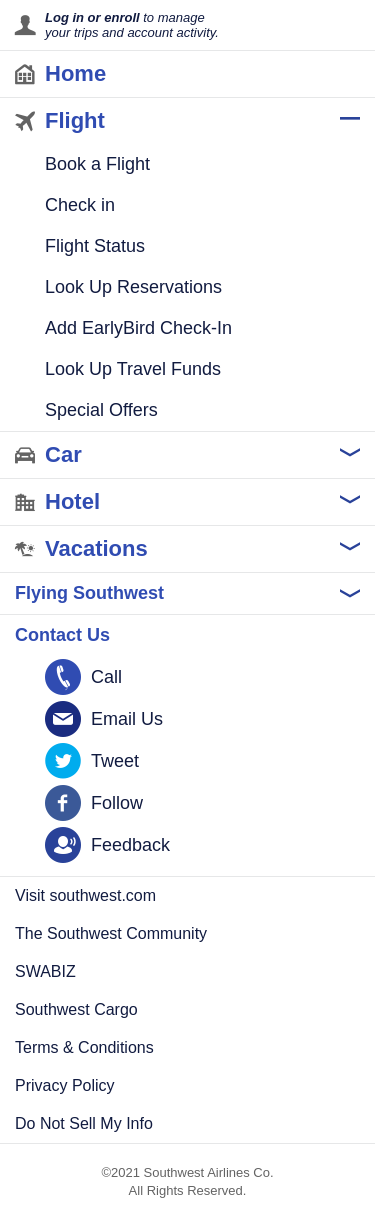 Log in or enroll to manage
your trips and account activity.
Home
Flight
Book a Flight
Check in
Flight Status
Look Up Reservations
Add EarlyBird Check-In
Look Up Travel Funds
Special Offers
Car
Hotel
Vacations
Flying Southwest
Contact Us
Call
Email Us
Tweet
Follow
Feedback
Visit southwest.com
The Southwest Community
SWABIZ
Southwest Cargo
Terms & Conditions
Privacy Policy
Do Not Sell My Info
©2021 Southwest Airlines Co.
All Rights Reserved.